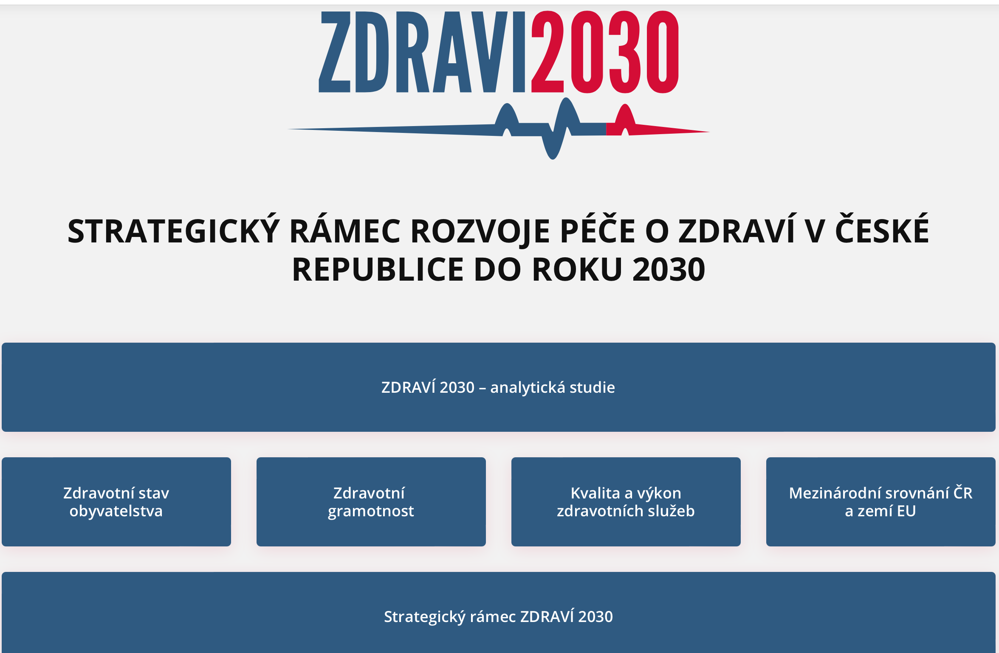 ZDRAVI2030
STRATEGICKÝ RÁMEC ROZVOJE PÉČE O ZDRAVÍ V ČESKÉ
REPUBLICE DO ROKU 2030
ZDRAVÍ 2030 – analytická studie
Zdravotní stav
obyvatelstva
Zdravotní
gramotnost
Kvalita a výkon
zdravotních služeb
Mezinárodní srovnání ČR
a zemí EU
Strategický rámec ZDRAVÍ 2030